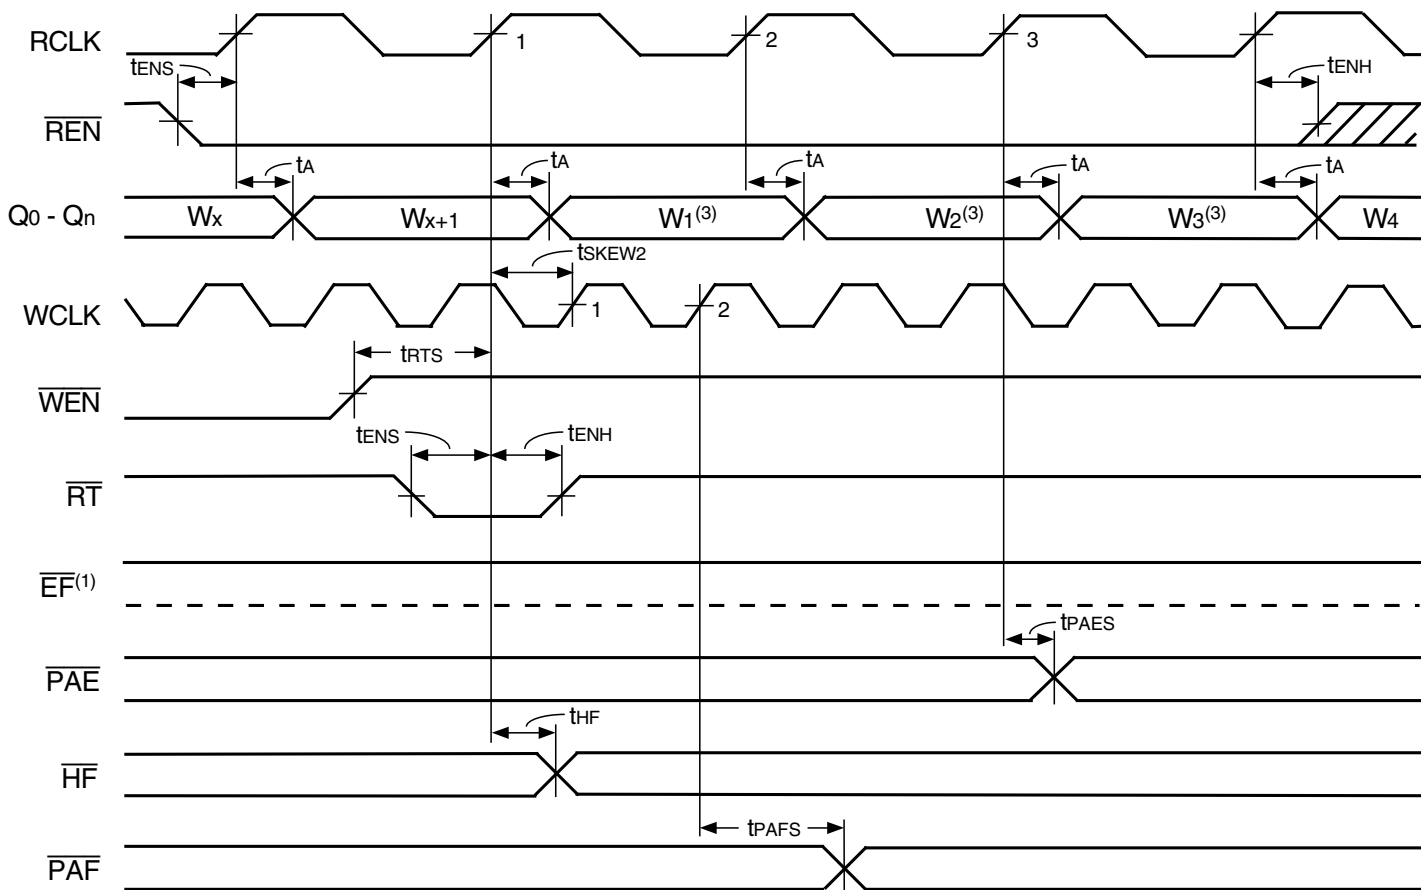 RCLK 1 2 3
tENS tENH
REN
tA tA tA tA tA
Q0 - Qn Wx Wx+1 W1(3) W2(3) W3(3) W4
tSKEW2
WCLK 1 2
tRTS
WEN
tENS tENH
RT
EF(1)
tPAES
PAE
tHF
HF
tPAFS
PAF